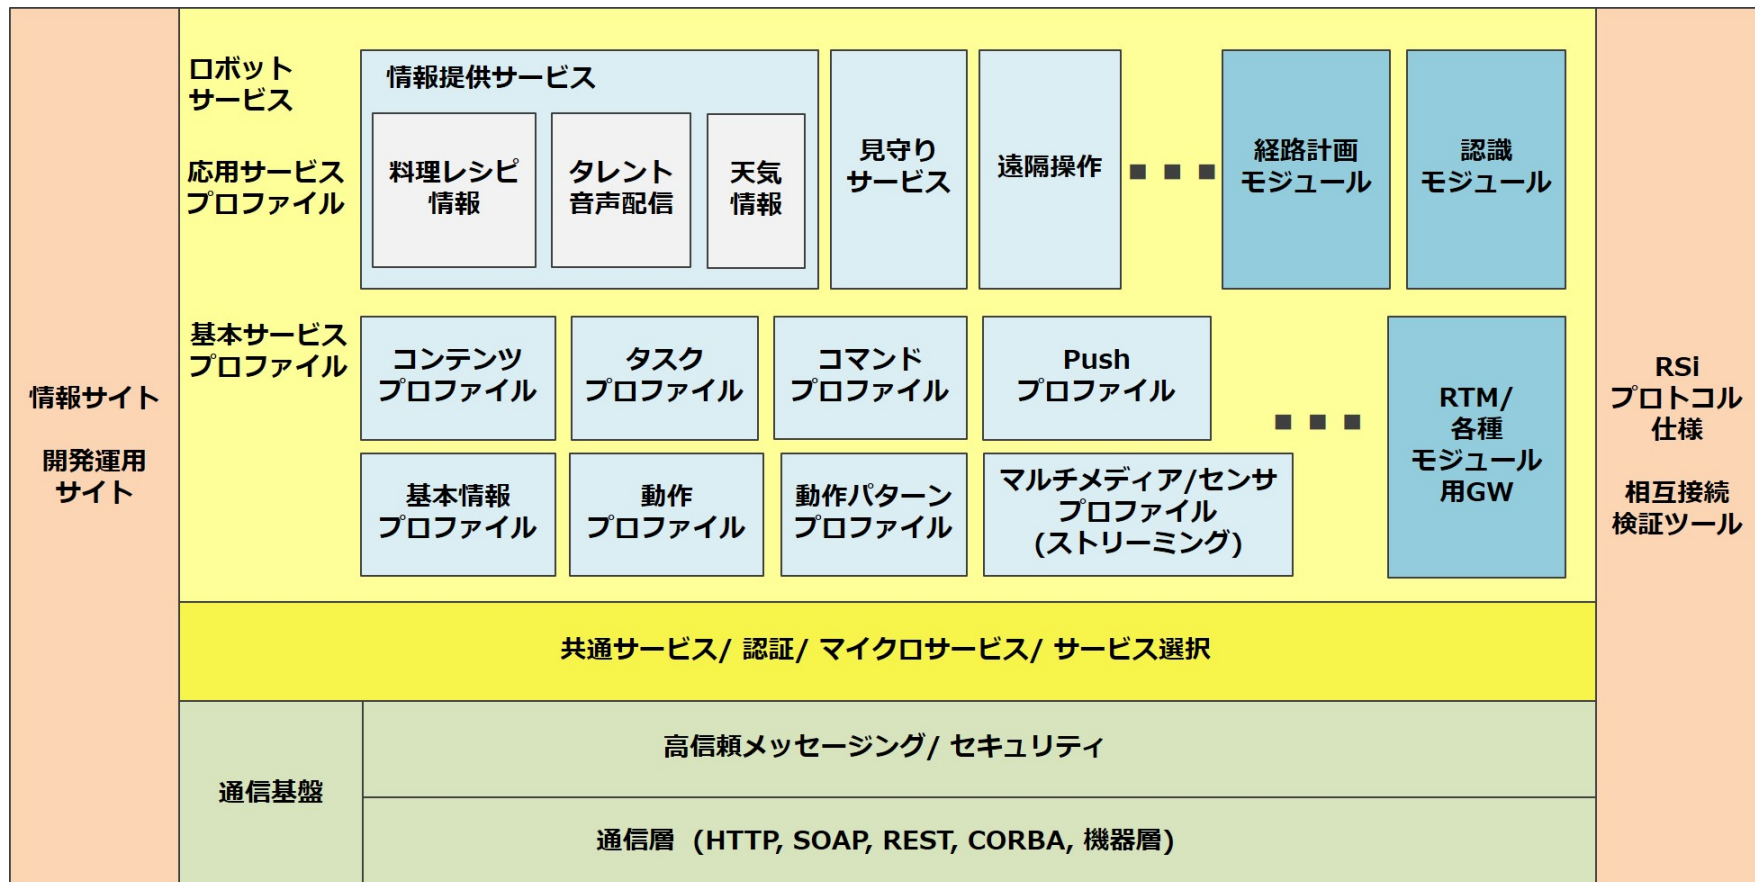 情報サイト
開発運用
サイト
ロボット
サービス
応用サービス
プロファイル
情報提供サービス
料理レシピ
情報
タレント
音声配信
天気
情報
見守り
サービス
遠隔操作
■ ■ ■
経路計画
モジュール
認識
モジュール
基本サービス
プロファイル
コンテンツ
プロファイル
タスク
プロファイル
コマンド
プロファイル
Push
プロファイル
基本情報
プロファイル
動作
プロファイル
動作パターン
プロファイル
マルチメディア/センサ
プロファイル
(ストリーミング)
■ ■ ■
RTM/
各種
モジュール
用GW
共通サービス/ 認証/ マイクロサービス/ サービス選択
通信基盤
高信頼メッセージング/ セキュリティ
通信層 (HTTP, SOAP, REST, CORBA, 機器層)
RSi
プロトコル
仕様
相互接続
検証ツール